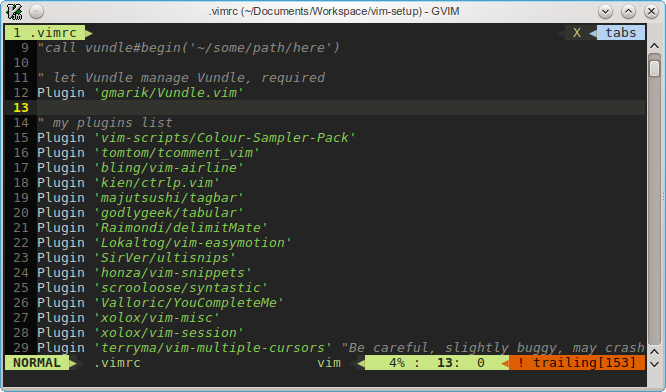 .vimrc (~/Documents/Workspace/vim-setup) - GVIM
1 .vimrc X tabs
9 "call vundle#begin('~/some/path/here')
10
11 " let Vundle manage Vundle, required
12 Plugin 'gmarik/Vundle.vim'
13
14 " my plugins list
15 Plugin 'vim-scripts/Colour-Sampler-Pack'
16 Plugin 'tomtom/tcomment_vim'
17 Plugin 'bling/vim-airline'
18 Plugin 'kien/ctrlp.vim'
19 Plugin 'majutsushi/tagbar'
20 Plugin 'godlygeek/tabular'
21 Plugin 'Raimondi/delimitMate'
22 Plugin 'Lokaltog/vim-easymotion'
23 Plugin 'SirVer/ultisnips'
24 Plugin 'honza/vim-snippets'
25 Plugin 'scrooloose/syntastic'
26 Plugin 'Valloric/YouCompleteMe'
27 Plugin 'xolox/vim-misc'
28 Plugin 'xolox/vim-session'
29 Plugin 'terryma/vim-multiple-cursors' "Be careful, slightly buggy, may crash
NORMAL .vimrc vim 4% : 13: 0 ! trailing[153]